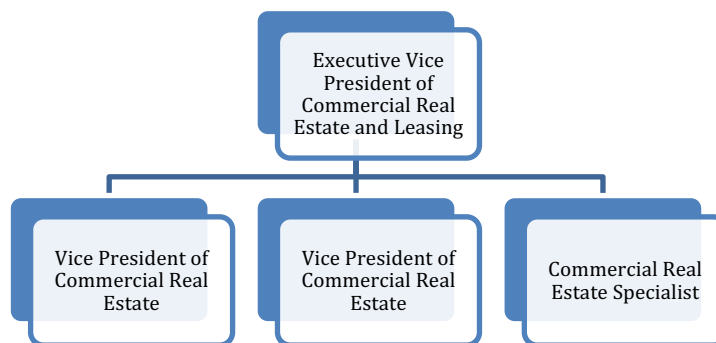 Executive Vice
President of
Commercial Real
Estate and Leasing
Vice President of
Commercial Real
Estate
Vice President of
Commercial Real
Estate
Commercial Real
Estate Specialist